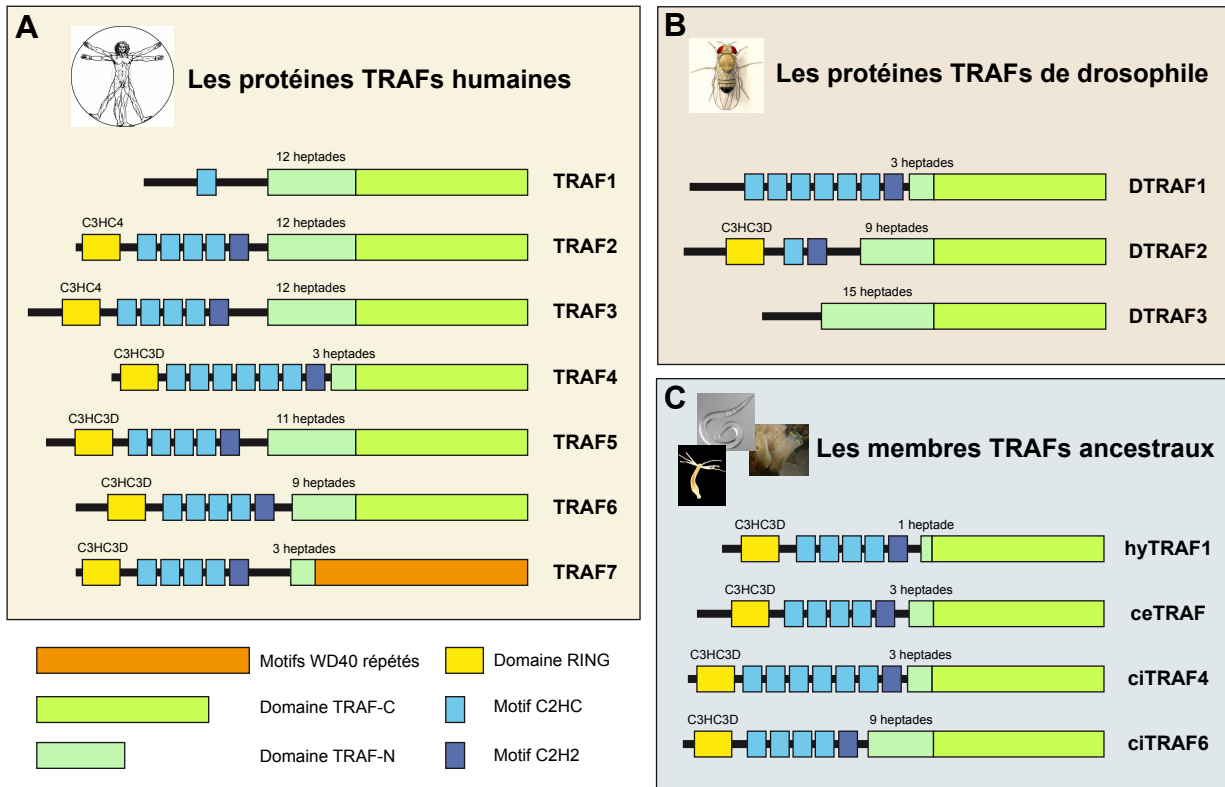 A
Les protéines TRAFs humaines
12 heptades
TRAF1
C3HC4
12 heptades
TRAF2
C3HC4
12 heptades
TRAF3
C3HC3D
3 heptades
TRAF4
C3HC3D
11 heptades
TRAF5
C3HC3D
9 heptades
TRAF6
C3HC3D
3 heptades
TRAF7
B
Les protéines TRAFs de drosophile
3 heptades
DTRAF1
C3HC3D
9 heptades
DTRAF2
15 heptades
DTRAF3
C
Les membres TRAFs ancestraux
C3HC3D
1 heptade
hyTRAF1
C3HC3D
3 heptades
ceTRAF
C3HC3D
3 heptades
ciTRAF4
C3HC3D
9 heptades
ciTRAF6
Motifs WD40 répétés
Domaine TRAF-C
Domaine TRAF-N
Domaine RING
Motif C2HC
Motif C2H2